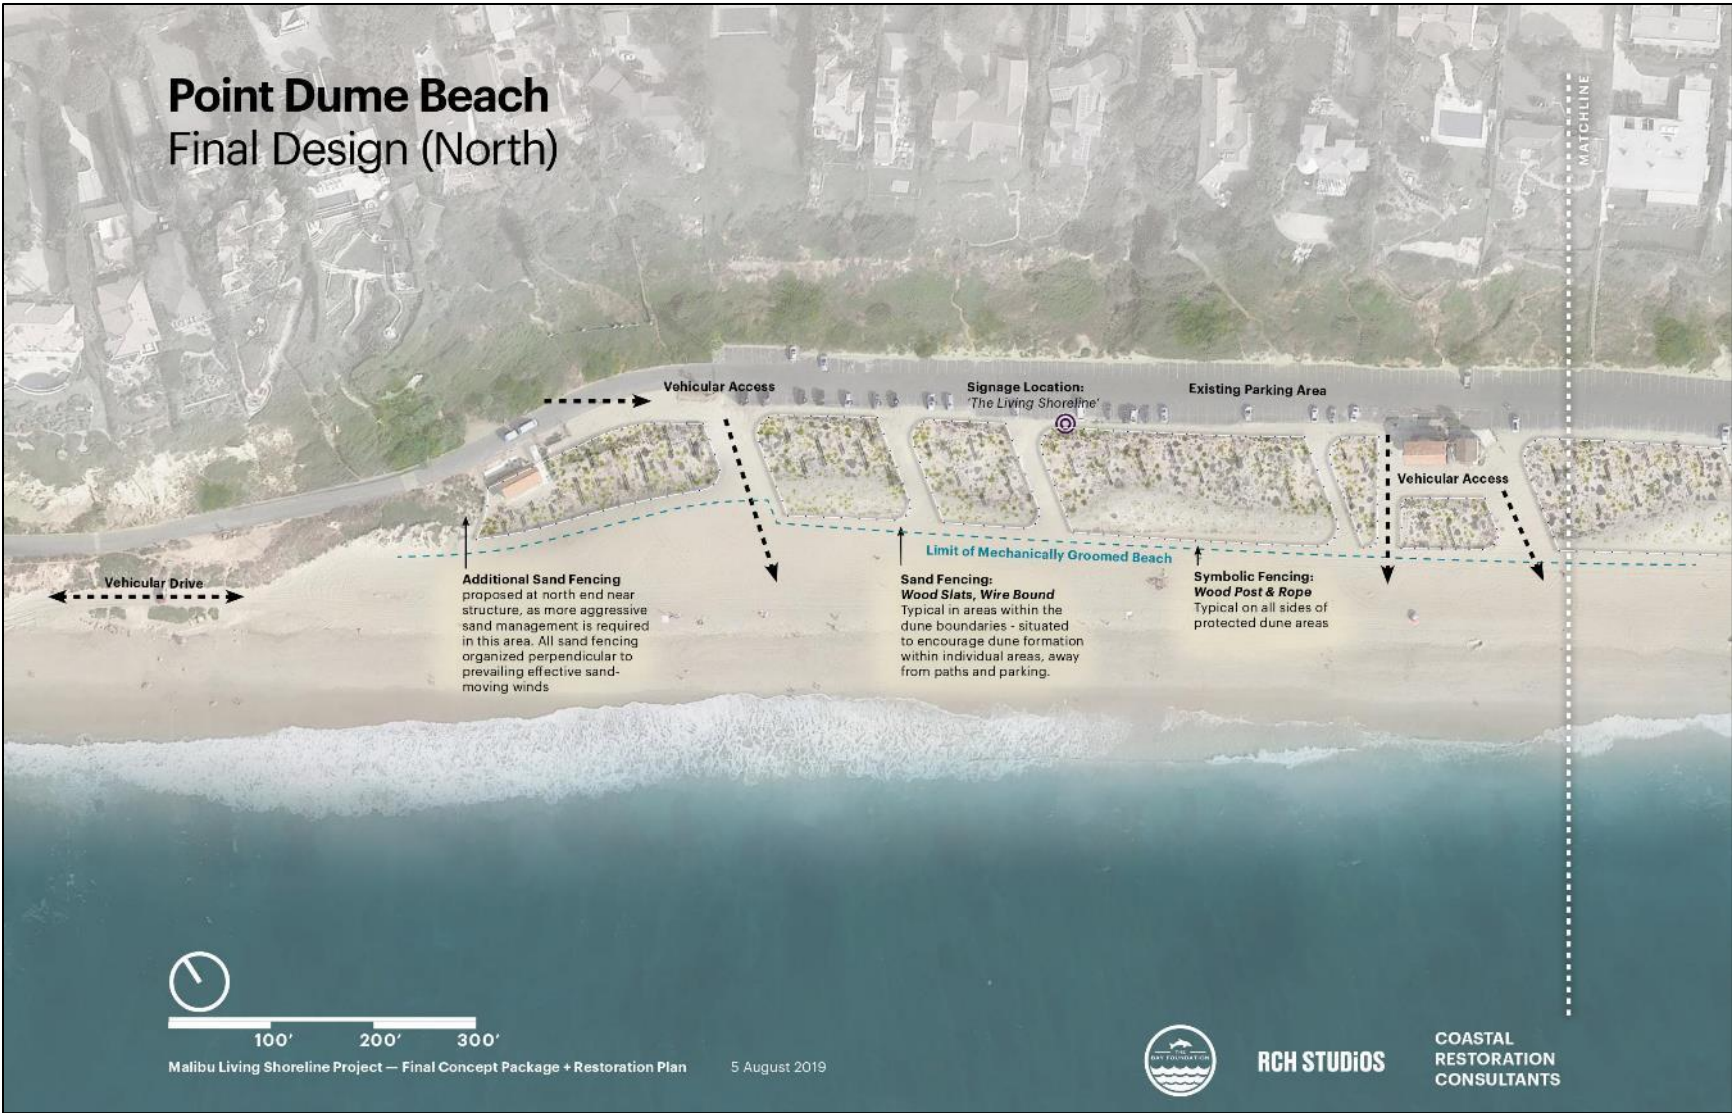 Point Dume Beach
Final Design (North)
MATCHLINE
Vehicular Access
Signage Location:
'The Living Shoreline'
Existing Parking Area
Vehicular Access
Limit of Mechanically Groomed Beach
Vehicular Drive
Additional Sand Fencing
proposed at north end near
structure, as more aggressive
sand management is required
in this area. All sand fencing
organized perpendicular to
prevailing effective sand-
moving winds
Sand Fencing:
Wood Slats, Wire Bound
Typical in areas within the
dune boundaries - situated
to encourage dune formation
within individual areas, away
from paths and parking.
Symbolic Fencing:
Wood Post & Rope
Typical on all sides of
protected dune areas
100' 200' 300'
Malibu Living Shoreline Project — Final Concept Package + Restoration Plan 5 August 2019
THE
BAY FOUNDATION
RCH STUDiOS
COASTAL
RESTORATION
CONSULTANTS